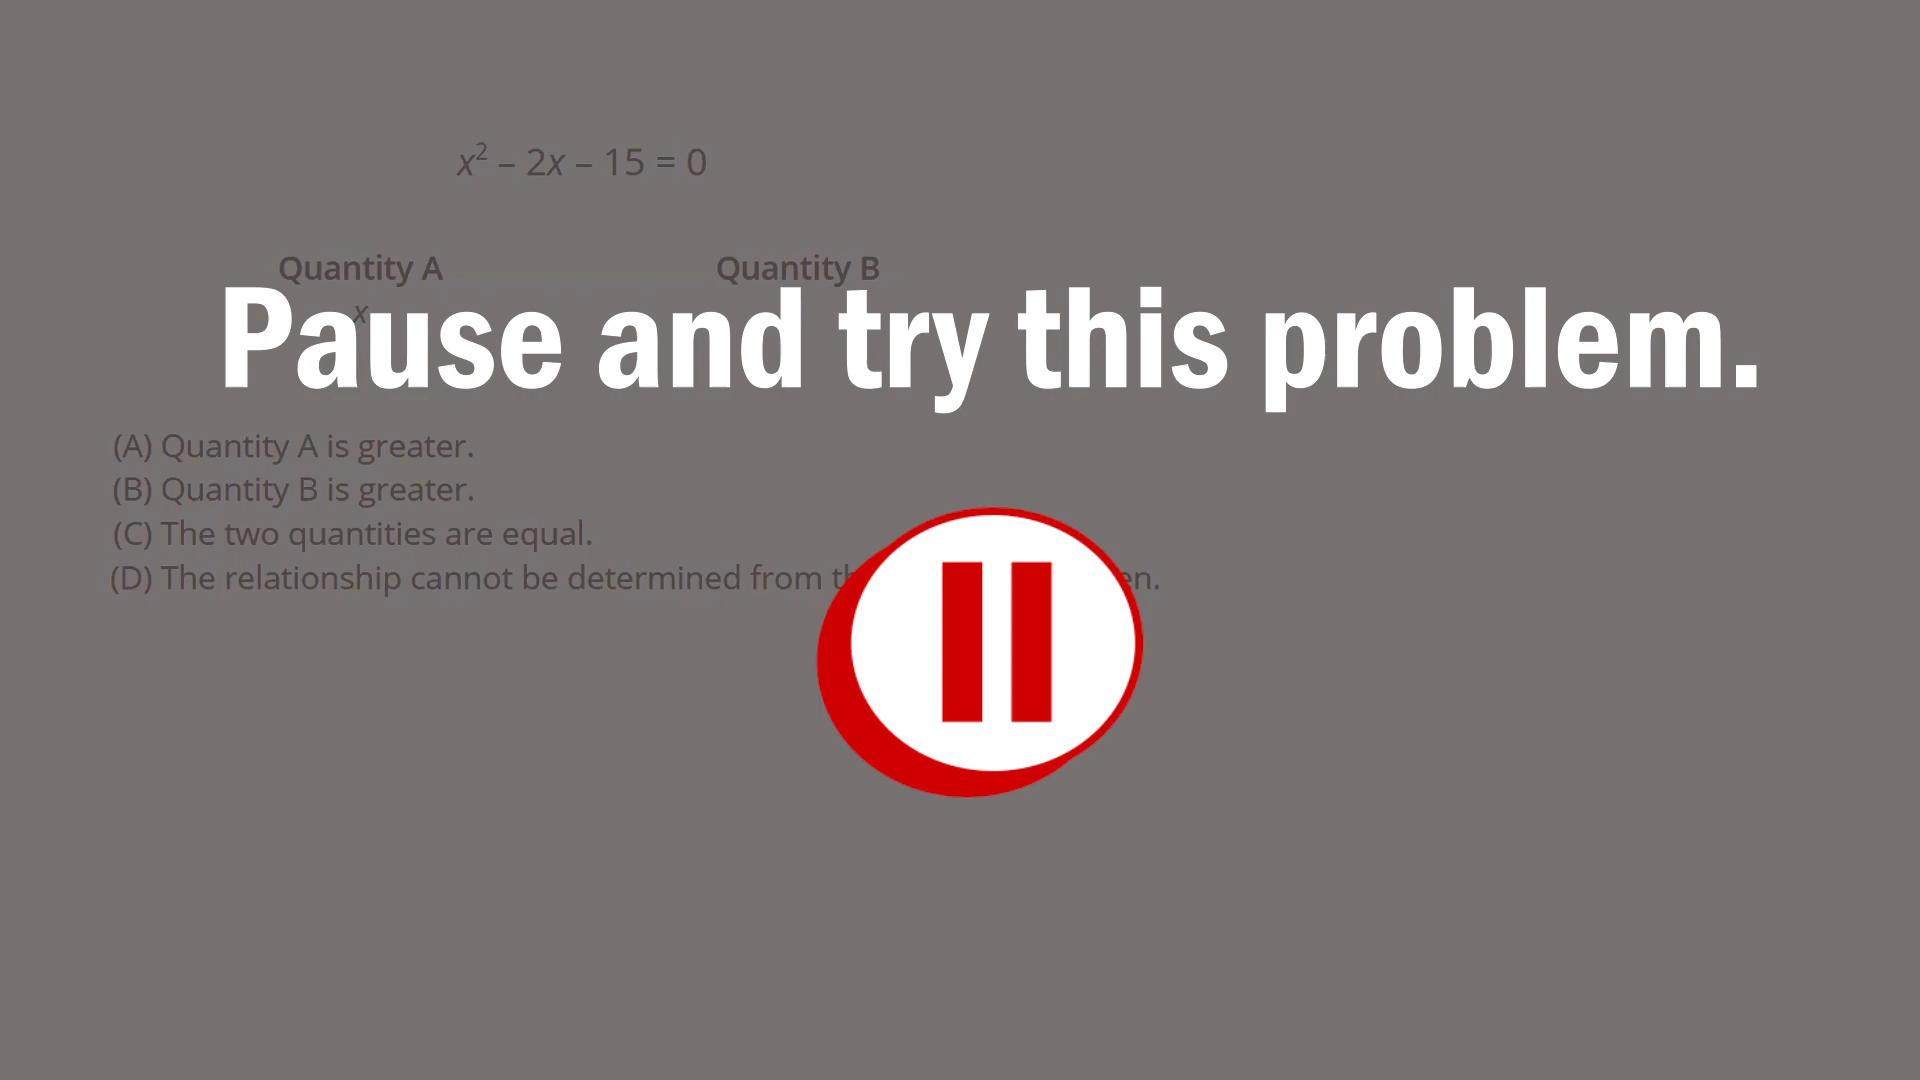 x² – 2x – 15 = 0
Quantity A Quantity B
x
Pause and try this problem.
(A) Quantity A is greater.
(B) Quantity B is greater.
(C) The two quantities are equal.
(D) The relationship cannot be determined from